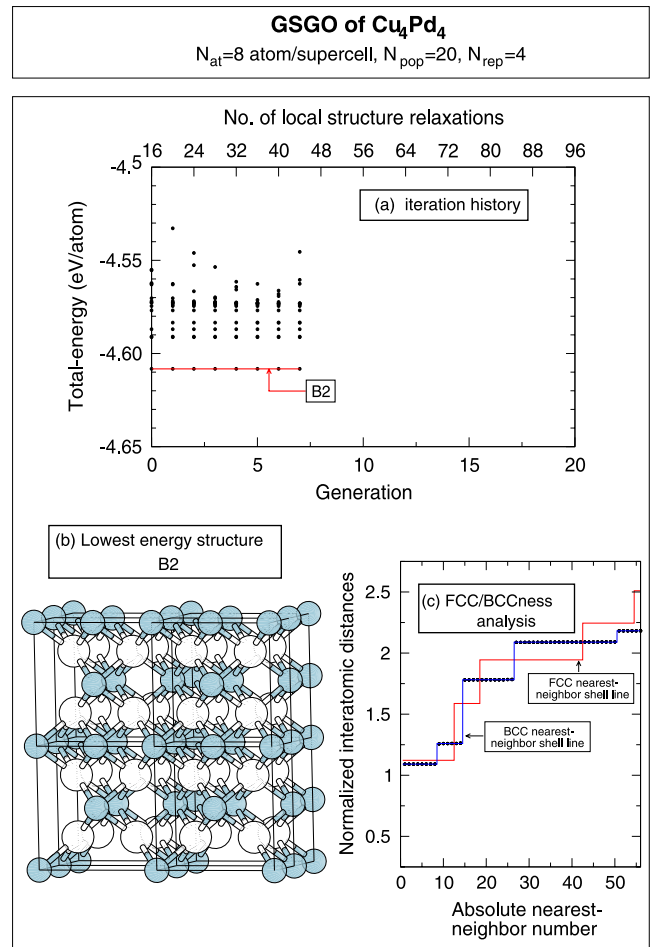 GSGO of Cu₄Pd₄
N_at=8 atom/supercell, N_pop=20, N_rep=4
No. of local structure relaxations
16 24 32 40 48 56 64 72 80 88 96
-4.5
(a) iteration history
-4.55
Total-energy (eV/atom)
-4.60
B2
-4.65
0 5 10 15 20
Generation
(b) Lowest energy structure
B2
2.5
(c) FCC/BCCness
analysis
2
FCC nearest-
neighbor shell line
1.5
BCC nearest-
neighbor shell line
1
0.5
Normalized interatomic distances
0 10 20 30 40 50
Absolute nearest-
neighbor number